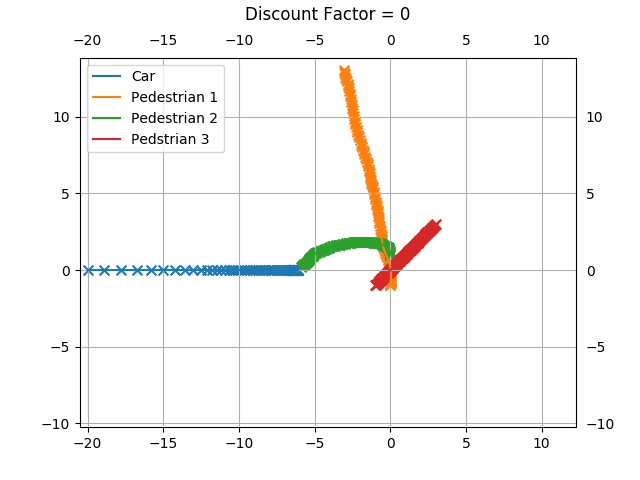 Discount Factor = 0
−20 −15 −10 −5 0 5 10
Car
Pedestrian 1
Pedestrian 2
Pedstrian 3
10 10
5 5
0 0
−5 −5
−10 −10
−20 −15 −10 −5 0 5 10